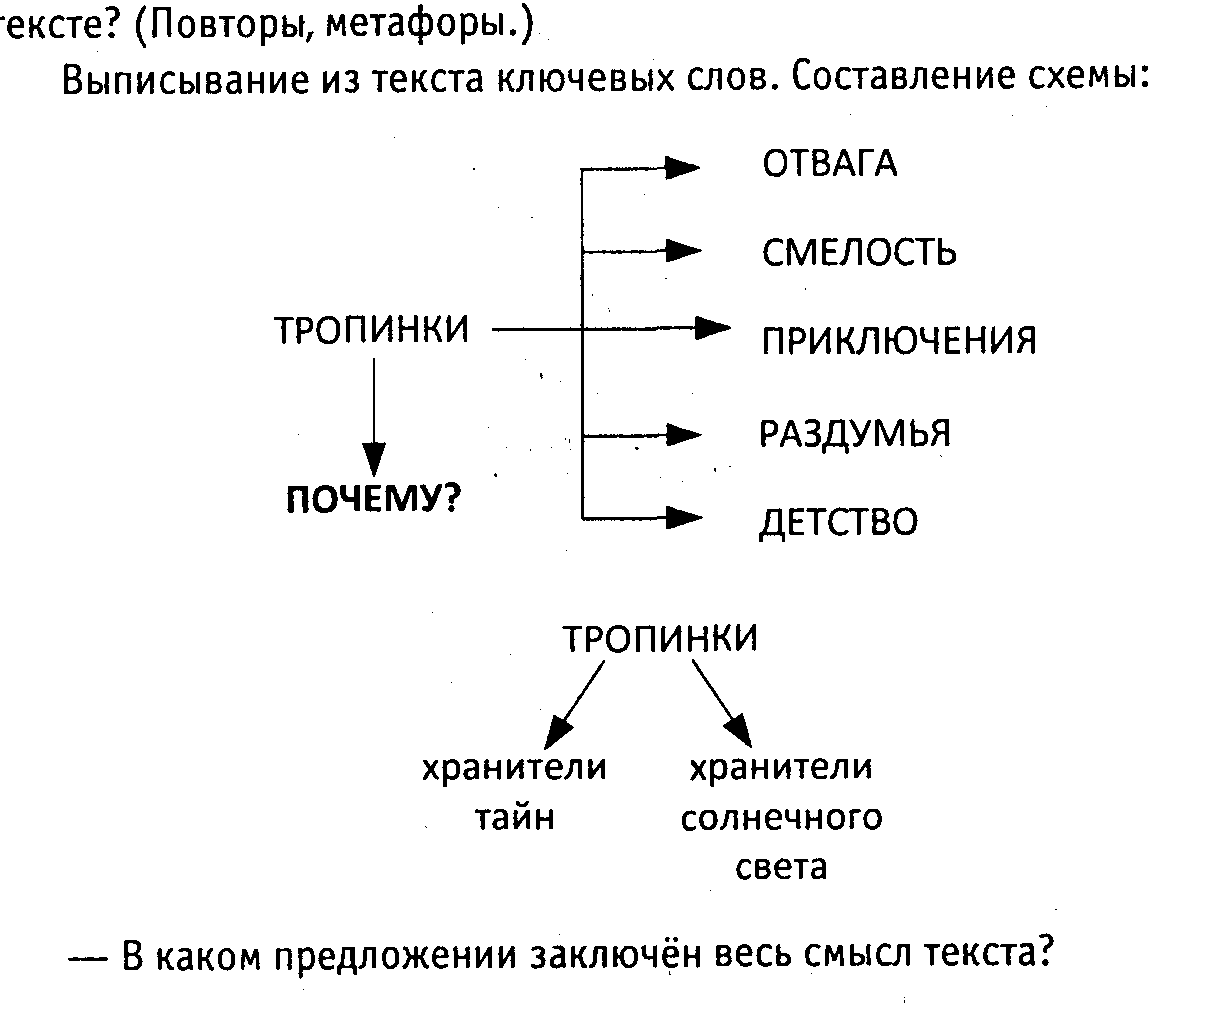 тексте? (Повторы, метафоры.)
Выписывание из текста ключевых слов. Составление схемы:
ОТВАГА
СМЕЛОСТЬ
ТРОПИНКИ
ПРИКЛЮЧЕНИЯ
РАЗДУМЬЯ
ПОЧЕМУ?
ДЕТСТВО
ТРОПИНКИ
хранители тайн
хранители солнечного света
— В каком предложении заключён весь смысл текста?